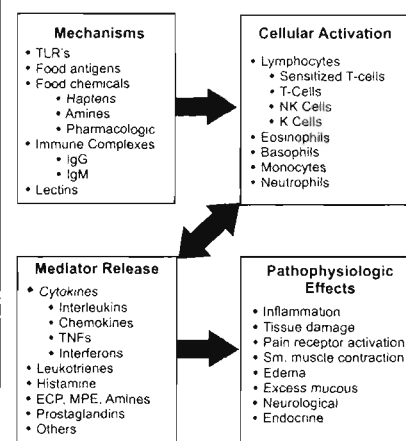 Mechanisms
• TLR's
• Food antigens
• Food chemicals
• Haptens
• Amines
• Pharmacologic
• Immune Complexes
• IgG
• IgM
• Lectins
Cellular Activation
• Lymphocytes
• Sensitized T-cells
• T-Cells
• NK Cells
• K Cells
• Eosinophils
• Basophils
• Monocytes
• Neutrophils
Mediator Release
• Cytokines
• Interleukins
• Chemokines
• TNFs
• Interferons
• Leukotrienes
• Histamine
• ECP, MPE, Amines
• Prostaglandins
• Others
Pathophysiologic
Effects
• Inflammation
• Tissue damage
• Pain receptor activation
• Sm. muscle contraction
• Edema
• Excess mucous
• Neurological
• Endocrine